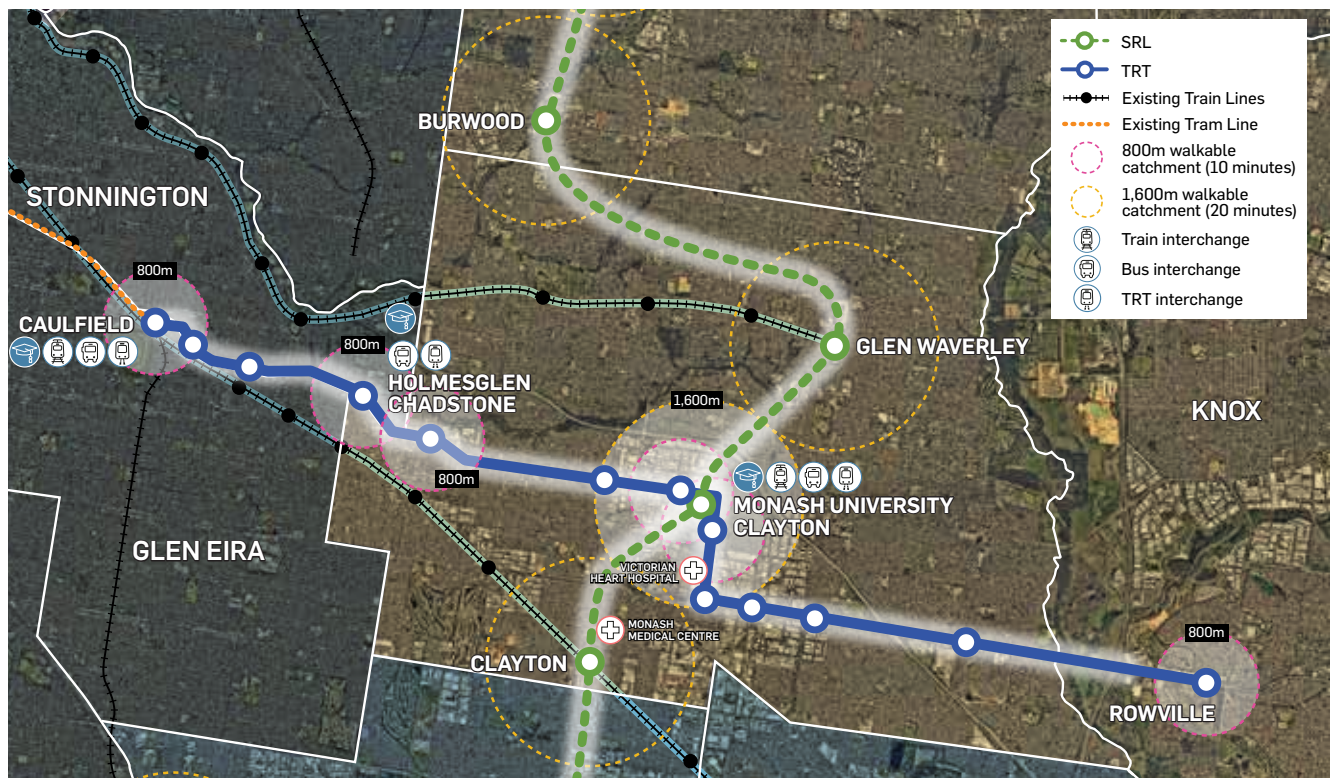 SRL
TRT
Existing Train Lines
Existing Tram Line
800m walkable
catchment (10 minutes)
1,600m walkable
catchment (20 minutes)
Train interchange
Bus interchange
TRT interchange
BURWOOD
STONNINGTON
800m
CAULFIELD
800m
HOLMESGLEN
CHADSTONE
GLEN WAVERLEY
1,600m
KNOX
800m
MONASH UNIVERSITY
CLAYTON
GLEN EIRA
VICTORIAN
HEART HOSPITAL
MONASH
MEDICAL CENTRE
CLAYTON
800m
ROWVILLE